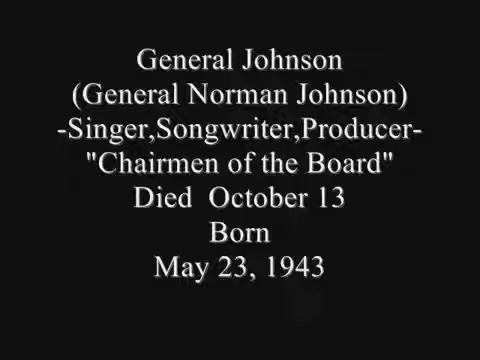 General Johnson
(General Norman Johnson)
-Singer,Songwriter,Producer-
"Chairmen of the Board"
Died  October 13
Born
May 23, 1943